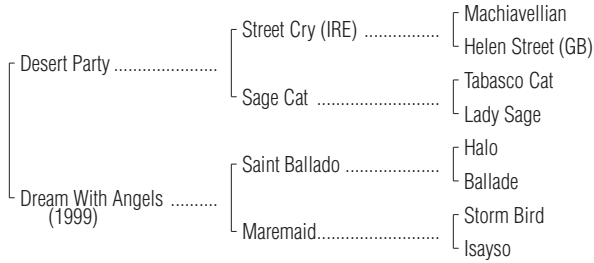 Machiavellian
Street Cry (IRE) ................
Helen Street (GB)
Desert Party ......................
Tabasco Cat
Sage Cat ..........................
Lady Sage
Halo
Saint Ballado ....................
Ballade
Dream With Angels ..........
(1999)
Storm Bird
Maremaid..........................
Isayso